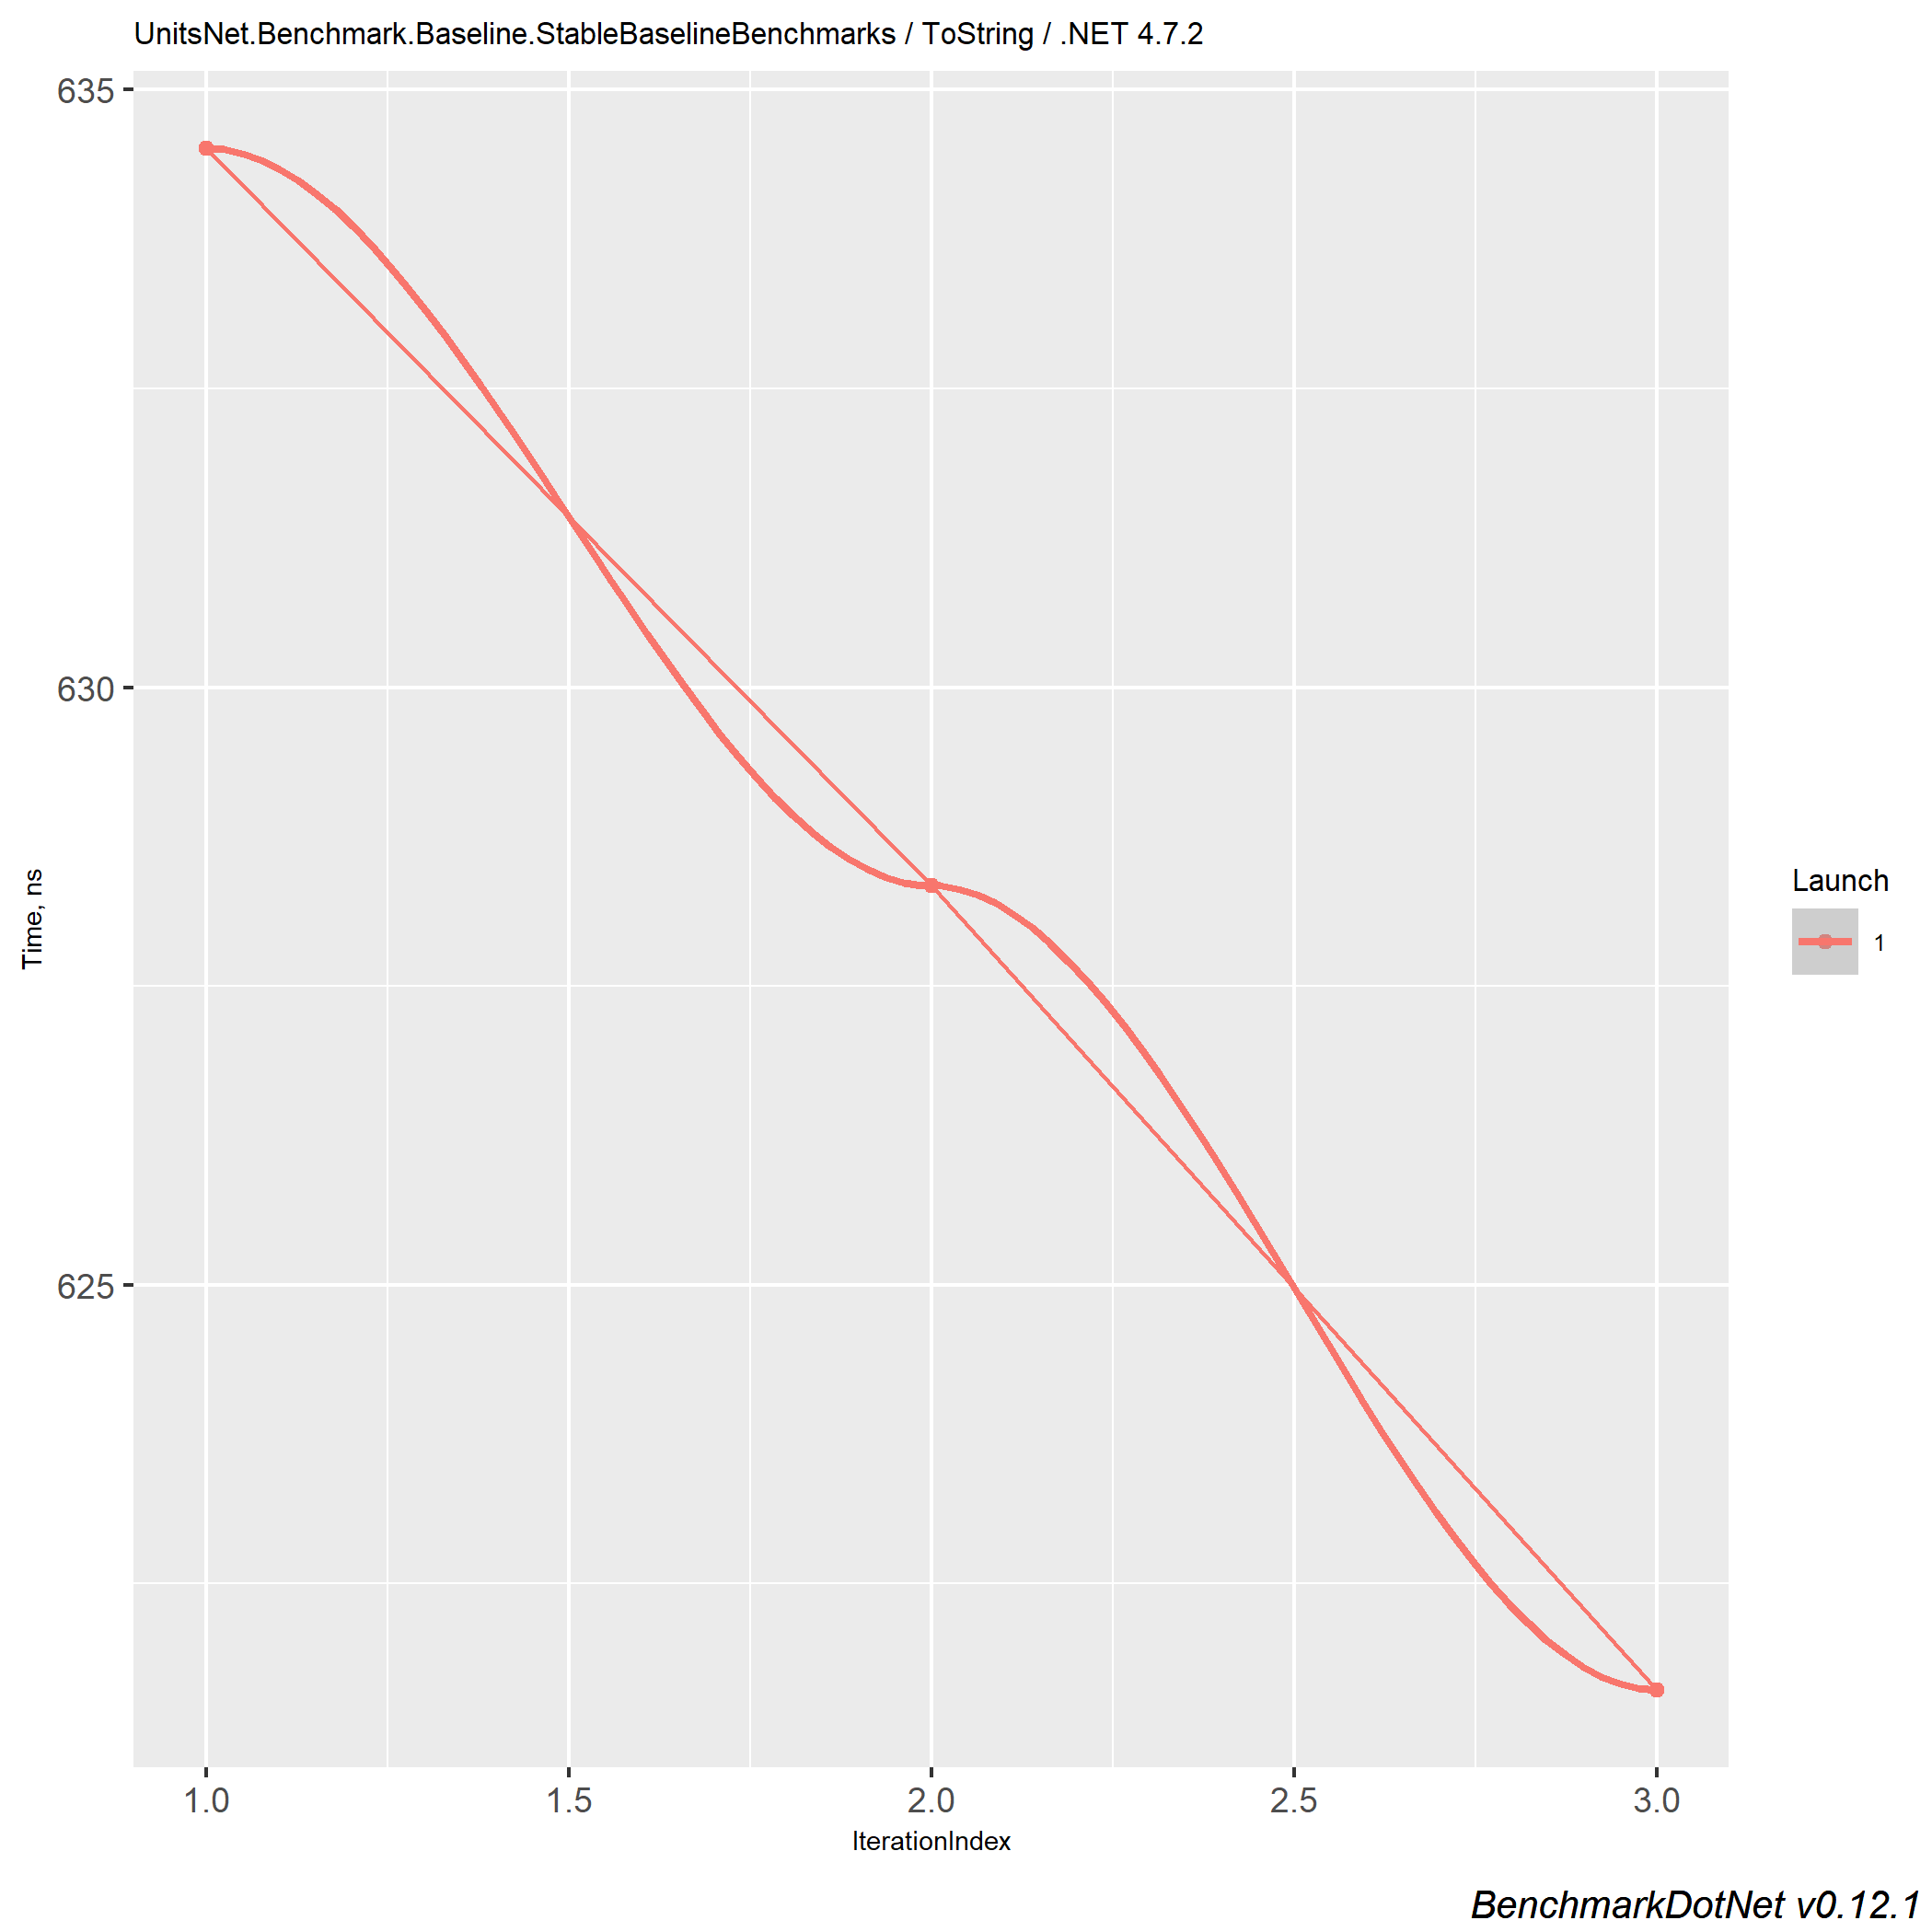 UnitsNet.Benchmark.Baseline.StableBaselineBenchmarks / ToString / .NET 4.7.2
635
630
625
Time, ns
1.0 1.5 2.0 2.5 3.0
IterationIndex
Launch
1
BenchmarkDotNet v0.12.1